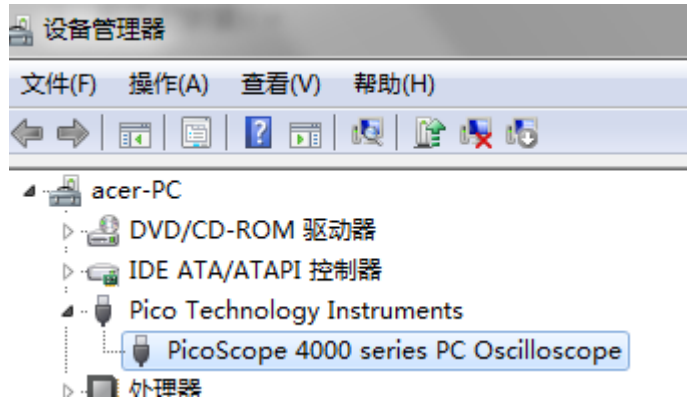 设备管理器
文件(F) 操作(A) 查看(V) 帮助(H)
acer-PC
DVD/CD-ROM 驱动器
IDE ATA/ATAPI 控制器
Pico Technology Instruments
PicoScope 4000 series PC Oscilloscope
处理器